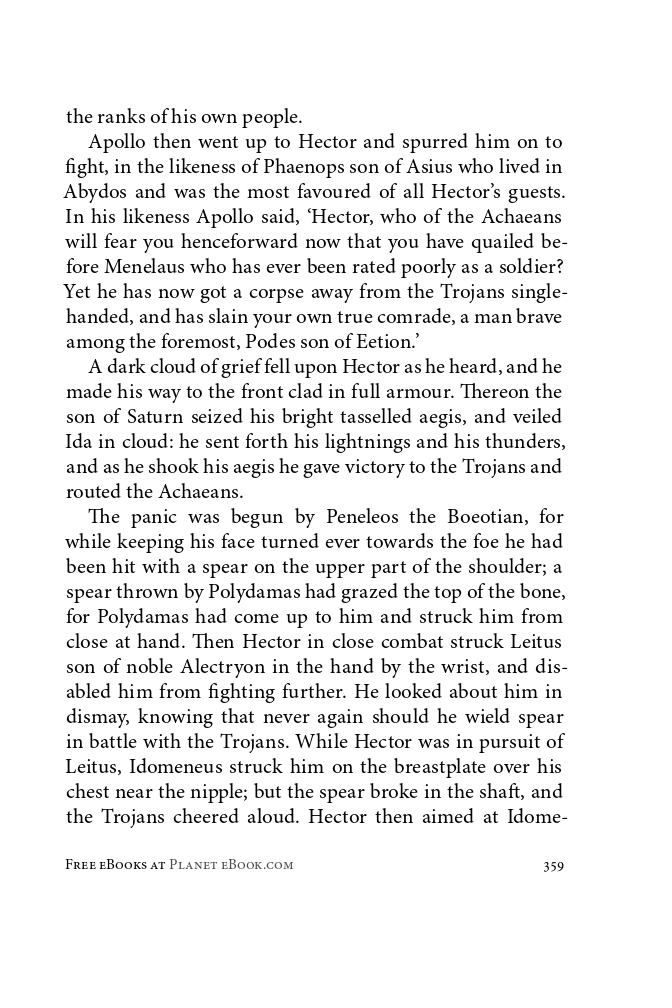 the ranks of his own people.
Apollo then went up to Hector and spurred him on to
fight, in the likeness of Phaenops son of Asius who lived in
Abydos and was the most favoured of all Hector’s guests.
In his likeness Apollo said, ‘Hector, who of the Achaeans
will fear you henceforward now that you have quailed be-
fore Menelaus who has ever been rated poorly as a soldier?
Yet he has now got a corpse away from the Trojans single-
handed, and has slain your own true comrade, a man brave
among the foremost, Podes son of Eetion.’
A dark cloud of grief fell upon Hector as he heard, and he
made his way to the front clad in full armour. Thereon the
son of Saturn seized his bright tasselled aegis, and veiled
Ida in cloud: he sent forth his lightnings and his thunders,
and as he shook his aegis he gave victory to the Trojans and
routed the Achaeans.
The panic was begun by Peneleos the Boeotian, for
while keeping his face turned ever towards the foe he had
been hit with a spear on the upper part of the shoulder; a
spear thrown by Polydamas had grazed the top of the bone,
for Polydamas had come up to him and struck him from
close at hand. Then Hector in close combat struck Leitus
son of noble Alectryon in the hand by the wrist, and dis-
abled him from fighting further. He looked about him in
dismay, knowing that never again should he wield spear
in battle with the Trojans. While Hector was in pursuit of
Leitus, Idomeneus struck him on the breastplate over his
chest near the nipple; but the spear broke in the shaft, and
the Trojans cheered aloud. Hector then aimed at Idome-
Free eBooks at Planet eBook.com 359